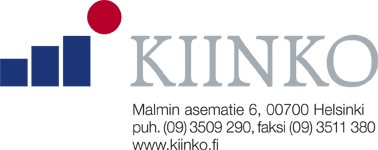 KIINKO
Malmin asematie 6, 00700 Helsinki
puh. (09) 3509 290, faksi (09) 3511 380
www.kiinko.fi